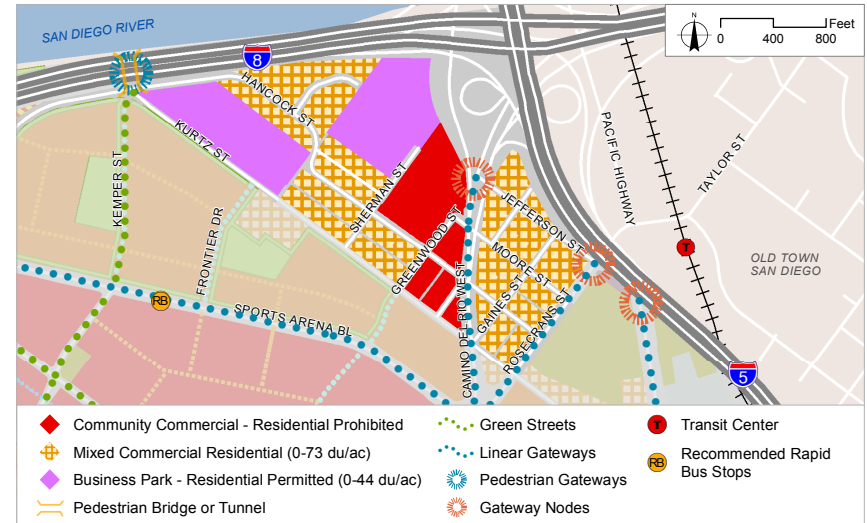 SAN DIEGO RIVER
8
N
Feet
0 400 800
HANCOCK ST
KURTZ ST
KEMPER ST
FRONTIER DR
SHERMAN ST
GREENWOOD ST
CAMINO DEL RIO WEST
JEFFERSON ST
MOORE ST
GAINES ST
ROSECRANS ST
PACIFIC HIGHWAY
TAYLOR ST
T
OLD TOWN
SAN DIEGO
RB
SPORTS ARENA BL
5
Community Commercial - Residential Prohibited
Mixed Commercial Residential (0-73 du/ac)
Business Park - Residential Permitted (0-44 du/ac)
Pedestrian Bridge or Tunnel
Green Streets
Linear Gateways
Pedestrian Gateways
Gateway Nodes
T Transit Center
RB Recommended Rapid
Bus Stops